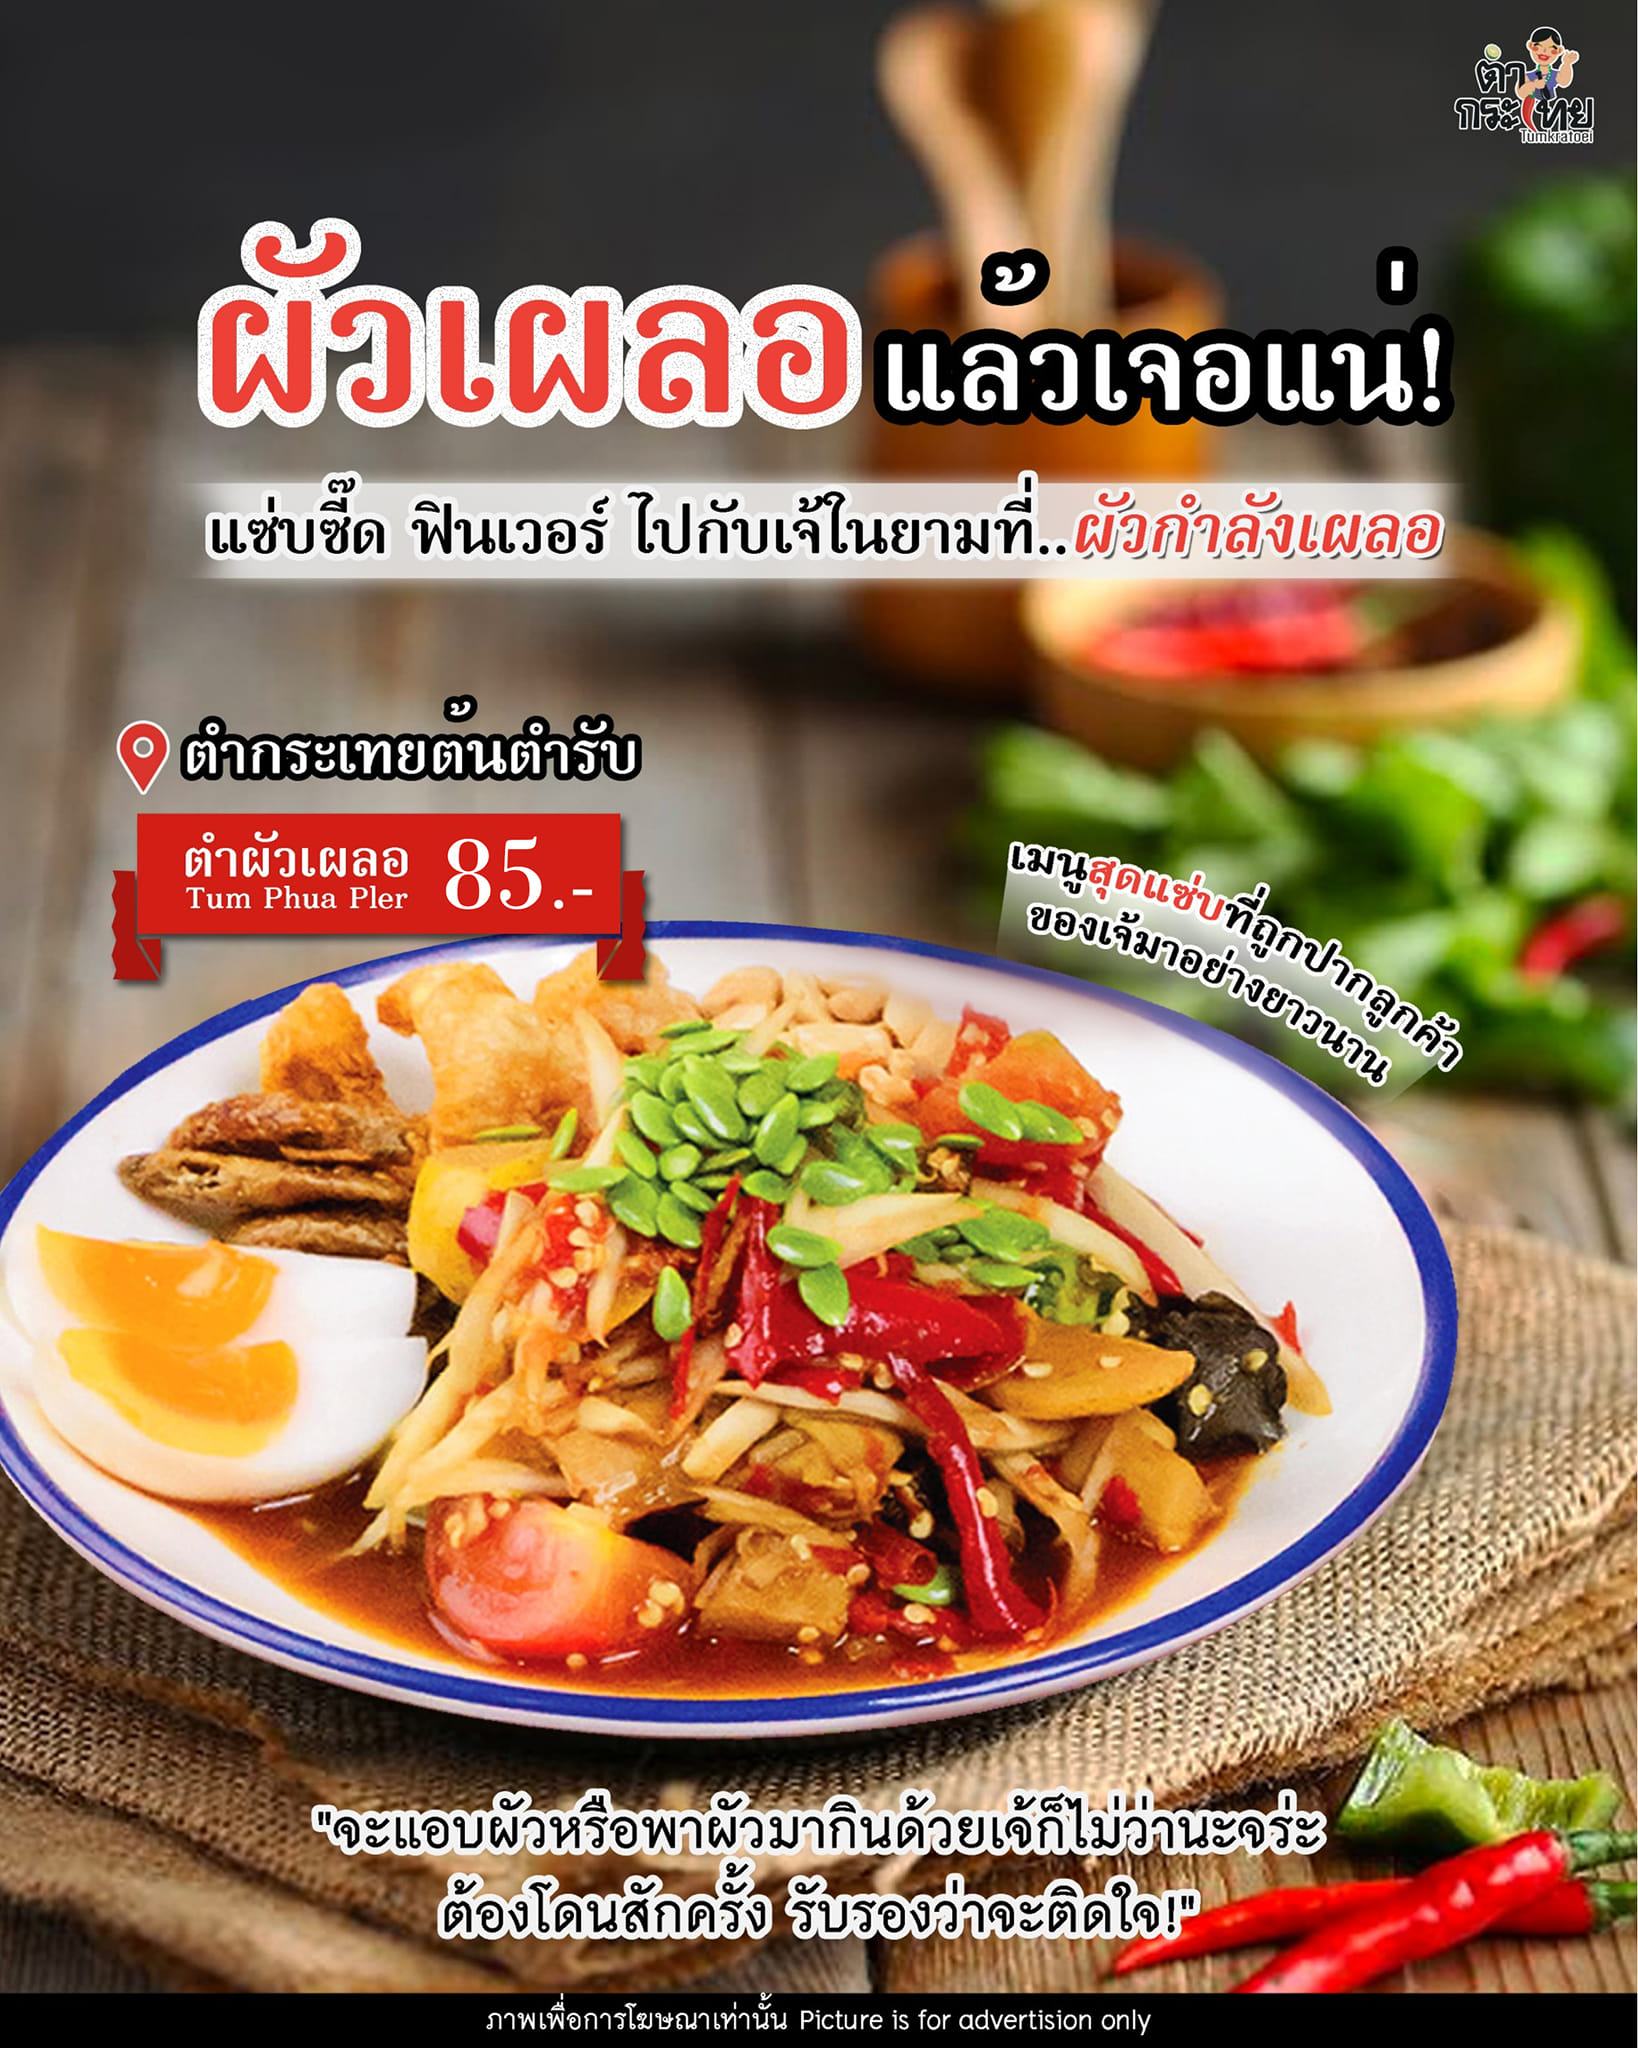 ตำ
กระเทย
Tumkratoei
ผัวเผลอ แล้วเจอแน่!
แซ่บซี๊ด ฟินเวอร์ ไปกับเจ้ในยามที่..ผัวกำลังเผลอ
ตำกระเทยต้นตำรับ
ตำผัวเผลอ 85.-
Tum Phua Pler
เมนูสุดแซ่บที่ถูกปากลูกค้า
ของเจ้มาอย่างยาวนาน
"จะแอบผัวหรือพาผัวมากินด้วยเจ้ก็ไม่ว่านะจร่ะ
ต้องโดนสักครั้ง รับรองว่าจะติดใจ!"
ภาพเพื่อการโฆษณาเท่านั้น Picture is for advertision only